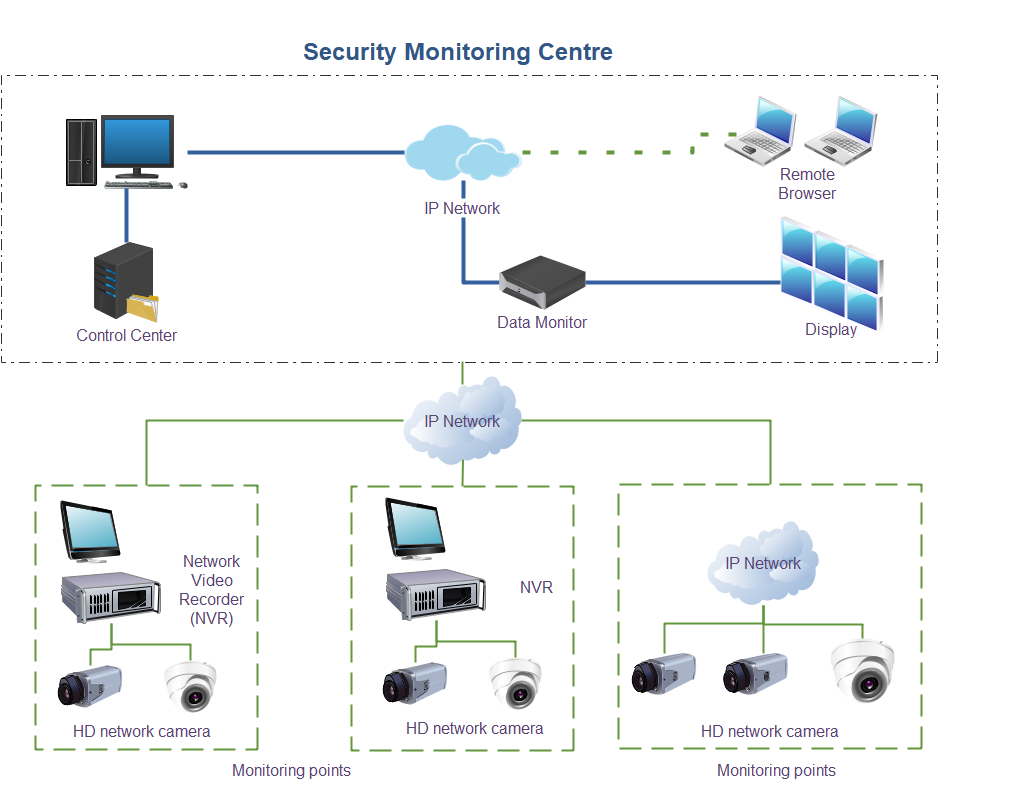 Security Monitoring Centre
IP Network
Remote
Browser
Control Center
Data Monitor
Display
IP Network
Network
Video
Recorder
(NVR)
HD network camera
NVR
HD network camera
IP Network
HD network camera
Monitoring points
Monitoring points